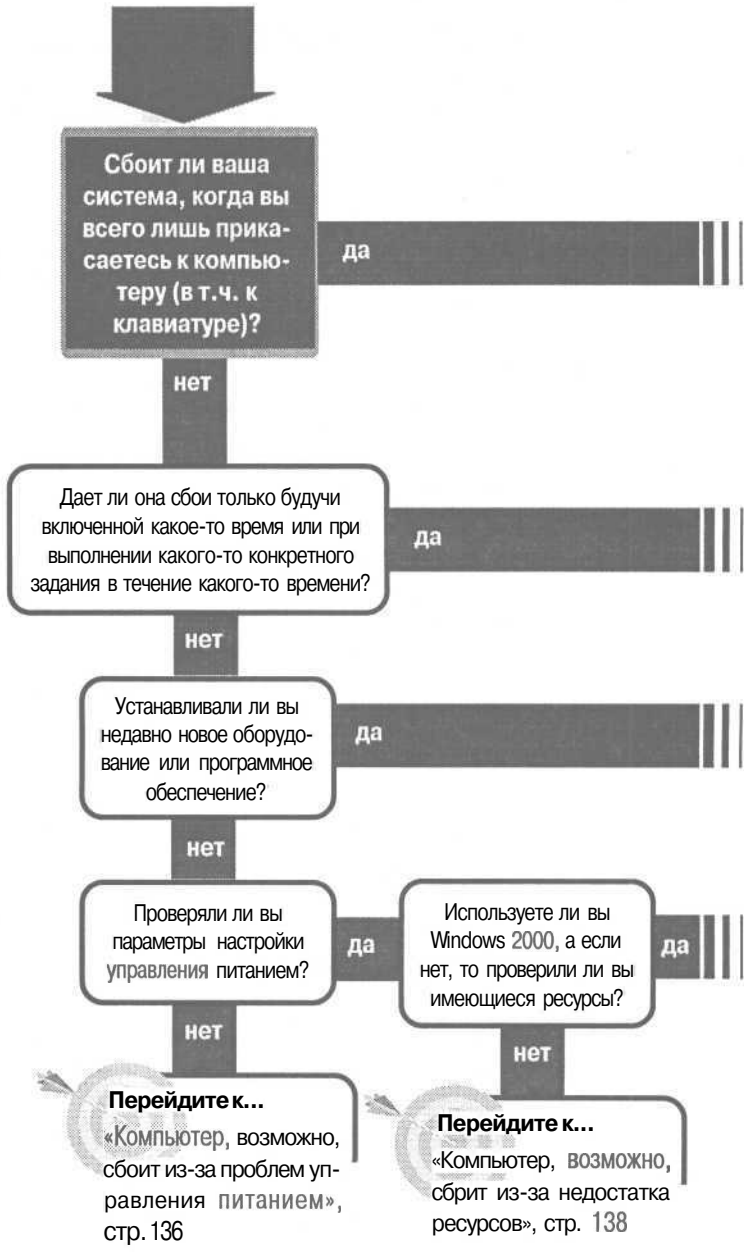 Сбоит ли ваша
система, когда вы
всего лишь прика-
саетесь к компью-
теру (в т.ч. к
клавиатуре)?
да
нет
Дает ли она сбои только будучи
включенной какое-то время или при
выполнении какого-то конкретного
задания в течение какого-то времени?
да
нет
Устанавливали ли вы
недавно новое оборудо-
вание или программное
обеспечение?
да
нет
Проверяли ли вы
параметры настройки
управления питанием?
да
Используете ли вы
Windows 2000, а если
нет, то проверили ли вы
имеющиеся ресурсы?
да
нет
нет
Перейдите к...
«Компьютер, возможно,
сбоит из-за проблем уп-
равления питанием»,
стр. 136
Перейдите к...
«Компьютер, возможно,
сбрит из-за недостатка
ресурсов», стр. 138